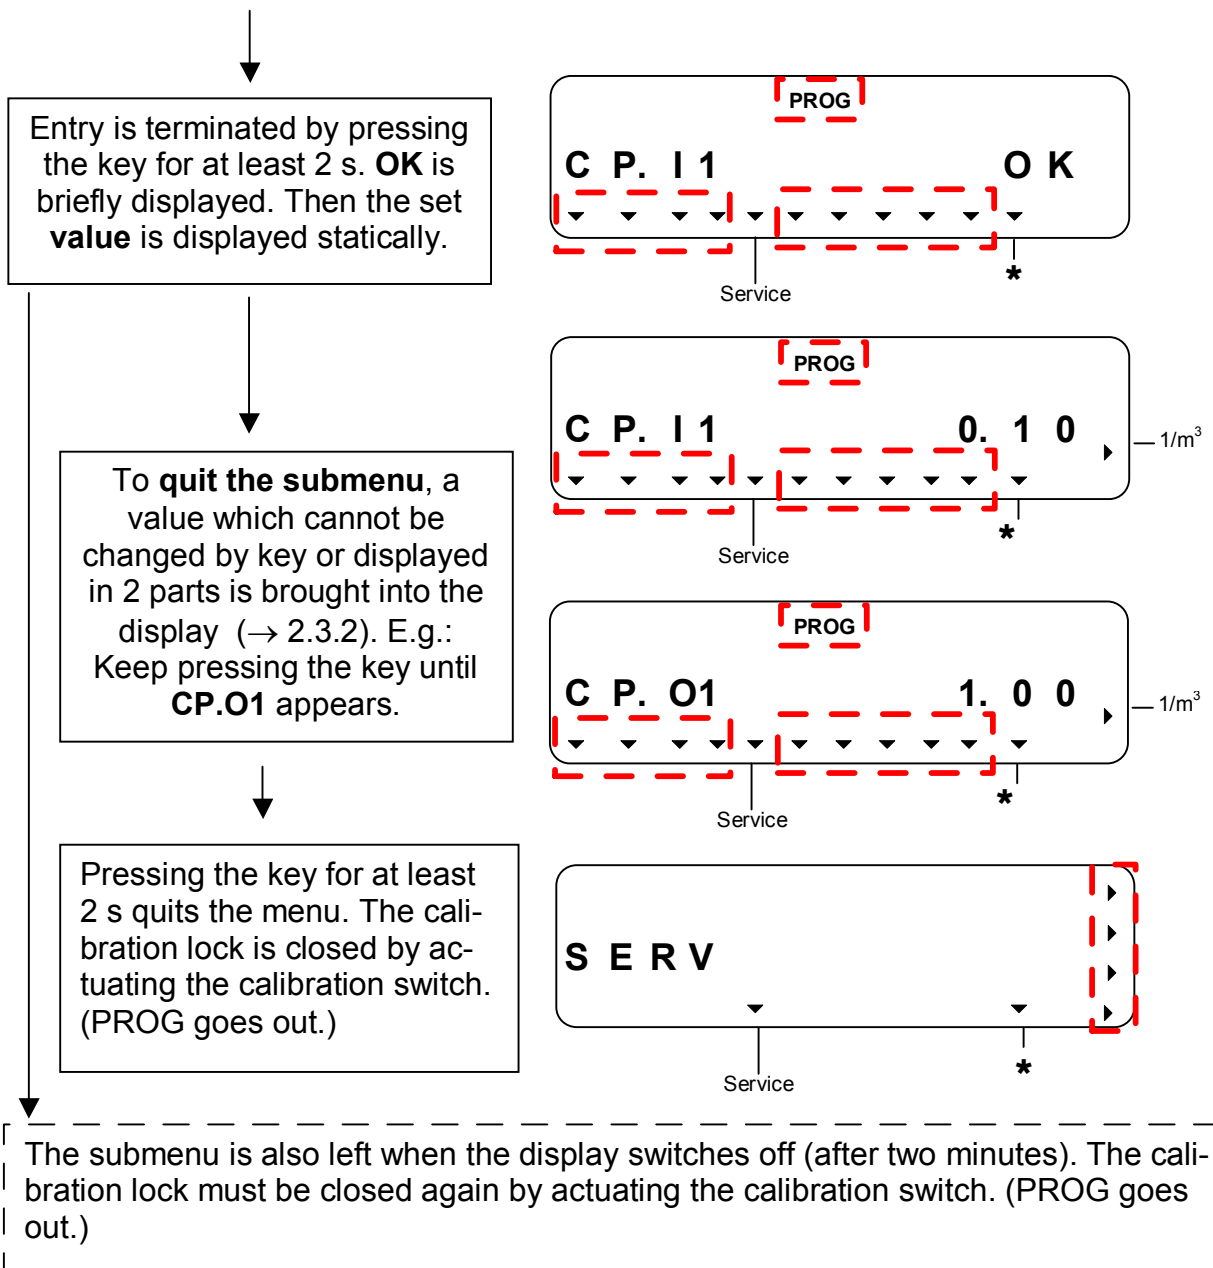 Entry is terminated by pressing
the key for at least 2 s. OK is
briefly displayed. Then the set
value is displayed statically.
PROG
C P. I 1 O K
Service
*
PROG
C P. I 1 0. 1 0
1/m³
Service
*
To quit the submenu, a
value which cannot be
changed by key or displayed
in 2 parts is brought into the
display (→ 2.3.2). E.g.:
Keep pressing the key until
CP.O1 appears.
PROG
C P. O1 1. 0 0
1/m³
Service
*
Pressing the key for at least
2 s quits the menu. The cali-
bration lock is closed by ac-
tuating the calibration switch.
(PROG goes out.)
S E R V
Service
*
The submenu is also left when the display switches off (after two minutes). The cali-
bration lock must be closed again by actuating the calibration switch. (PROG goes
out.)